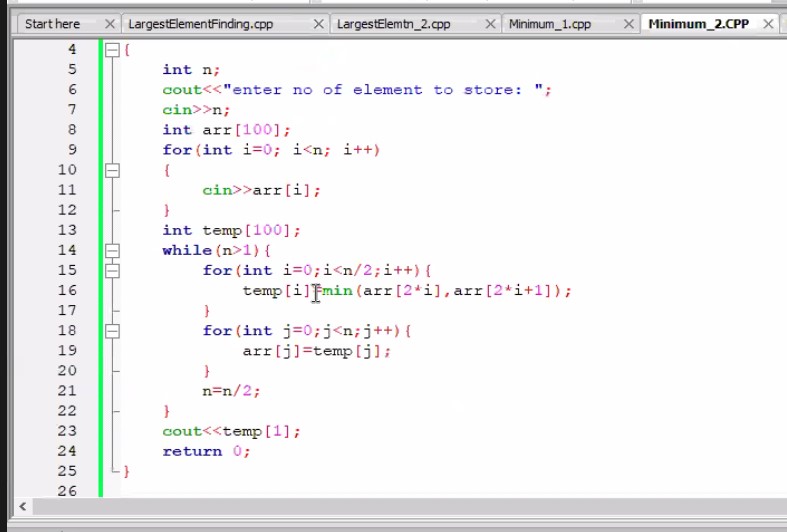 Start here LargestElementFinding.cpp LargestElemtn_2.cpp Minimum_1.cpp Minimum_2.CPP
4 {
5 int n;
6 cout<<"enter no of element to store: ";
7 cin>>n;
8 int arr[100];
9 for(int i=0; i<n; i++)
10 {
11 cin>>arr[i];
12 }
13 int temp[100];
14 while(n>1){
15 for(int i=0;i<n/2;i++){
16 temp[i]=min(arr[2*i],arr[2*i+1]);
17 }
18 for(int j=0;j<n;j++){
19 arr[j]=temp[j];
20 }
21 n=n/2;
22 }
23 cout<<temp[1];
24 return 0;
25 }
26